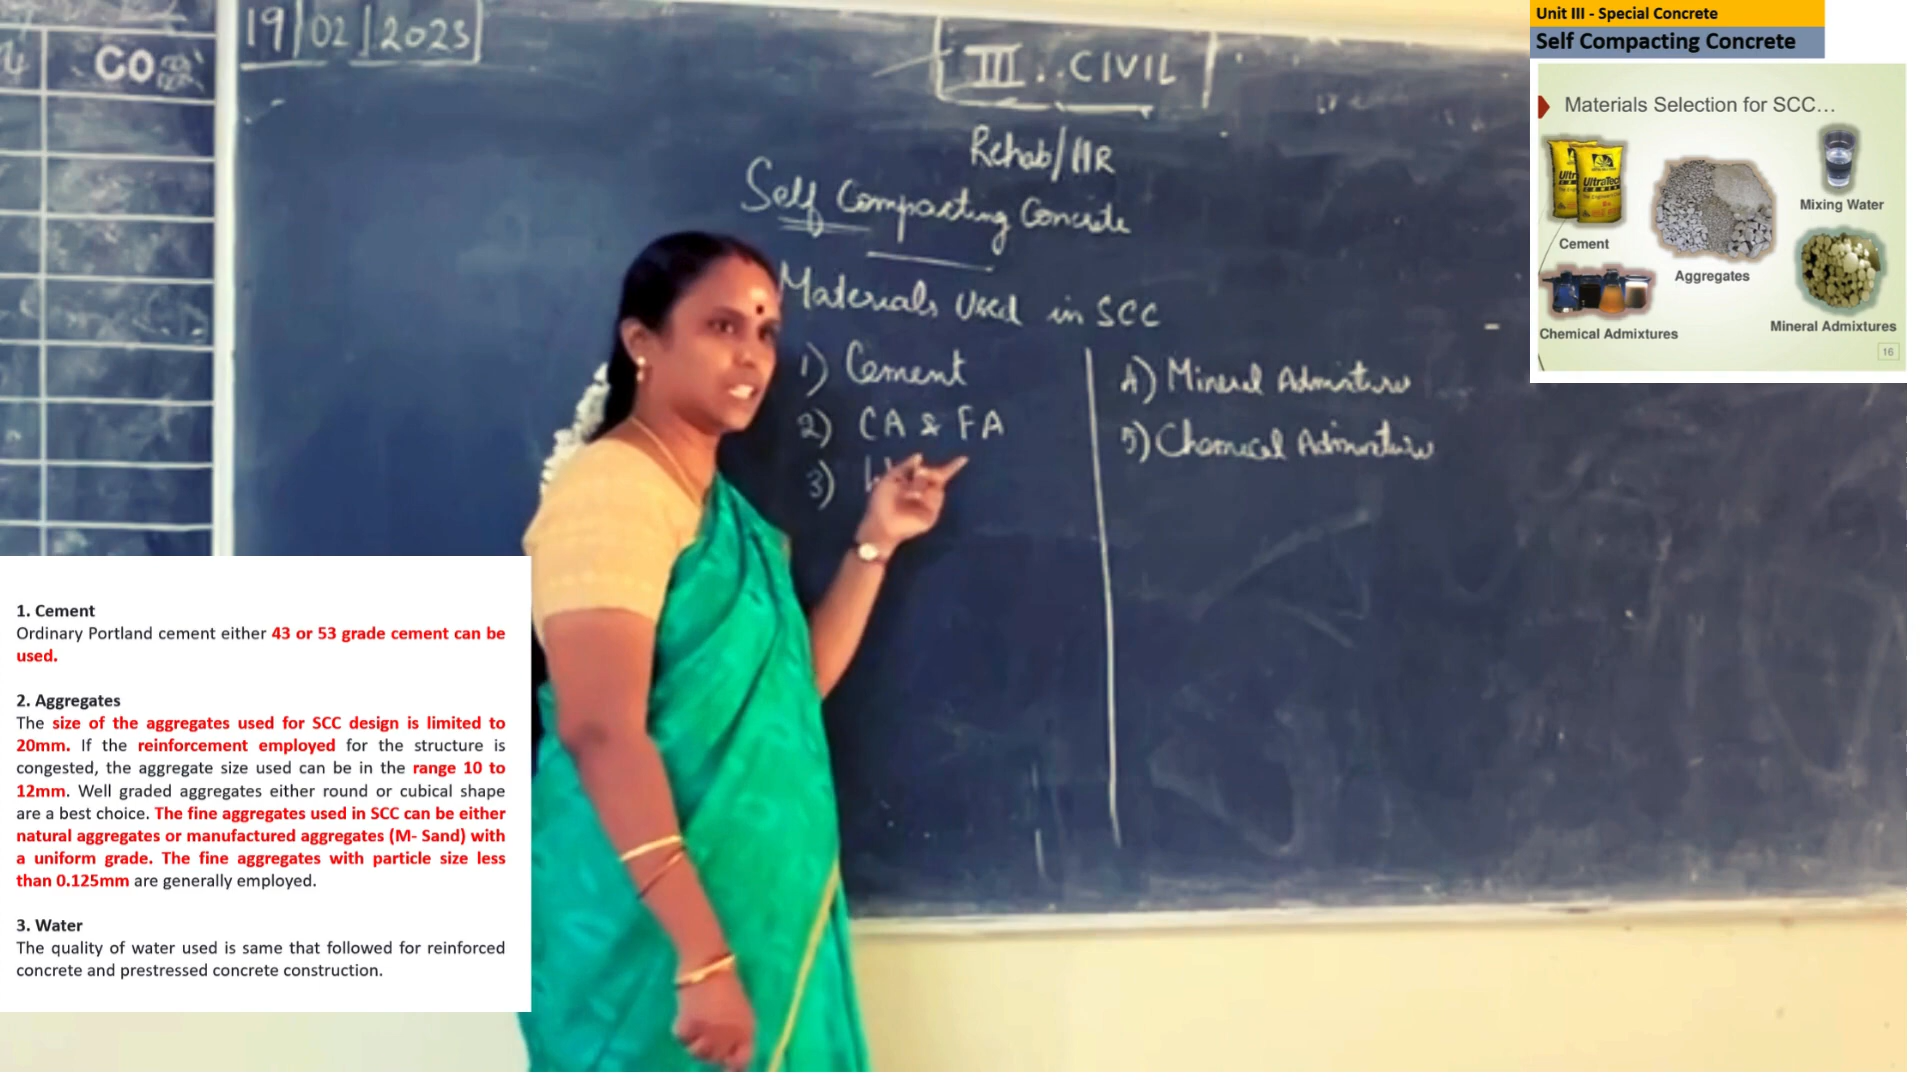 CO
19/02/2023
III . CIVIL
Rehab/HR
Self Compacting Concrete
Materials Used in SCC
1) Cement
2) CA & FA
3)
4) Mineral Admixture
5) Chemical Admixture
Unit III - Special Concrete
Self Compacting Concrete
Materials Selection for SCC...
UltraTech
Cement
Aggregates
Mixing Water
Chemical Admixtures
Mineral Admixtures
16
1. Cement
Ordinary Portland cement either 43 or 53 grade cement can be
used.
2. Aggregates
The size of the aggregates used for SCC design is limited to
20mm. If the reinforcement employed for the structure is
congested, the aggregate size used can be in the range 10 to
12mm. Well graded aggregates either round or cubical shape
are a best choice. The fine aggregates used in SCC can be either
natural aggregates or manufactured aggregates (M- Sand) with
a uniform grade. The fine aggregates with particle size less
than 0.125mm are generally employed.
3. Water
The quality of water used is same that followed for reinforced
concrete and prestressed concrete construction.